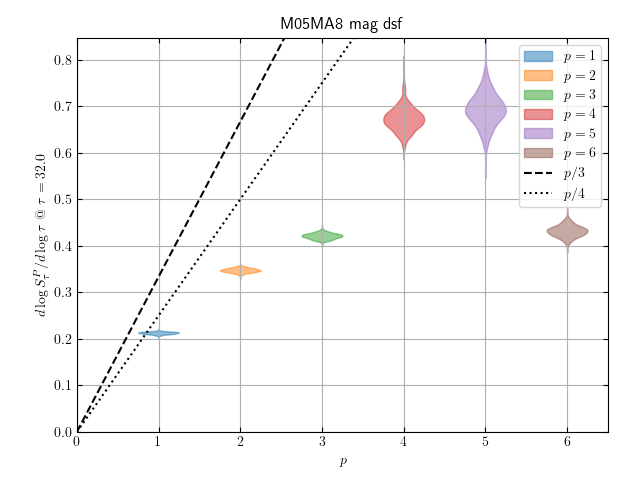 M05MA8 mag dsf
d log S_τ^P / d log τ @ τ = 32.0
0.8
0.7
0.6
0.5
0.4
0.3
0.2
0.1
0.0
0 1 2 3 4 5 6
p
p = 1
p = 2
p = 3
p = 4
p = 5
p = 6
p/3
p/4